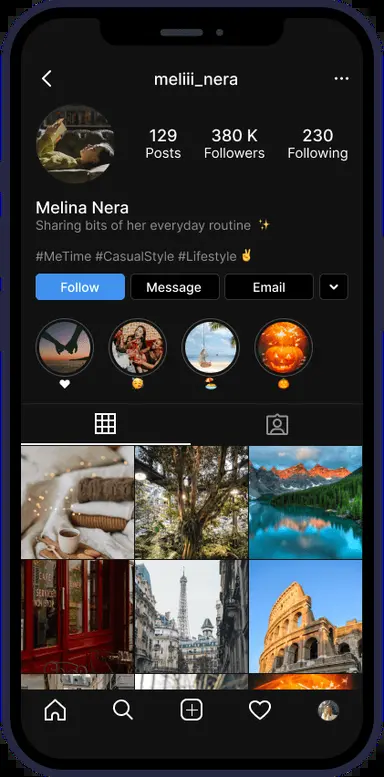 meliii_nera
129 380 K 230
Posts Followers Following
Melina Nera
Sharing bits of her everyday routine ✨
#MeTime #CasualStyle #Lifestyle ✌️
Follow Message Email